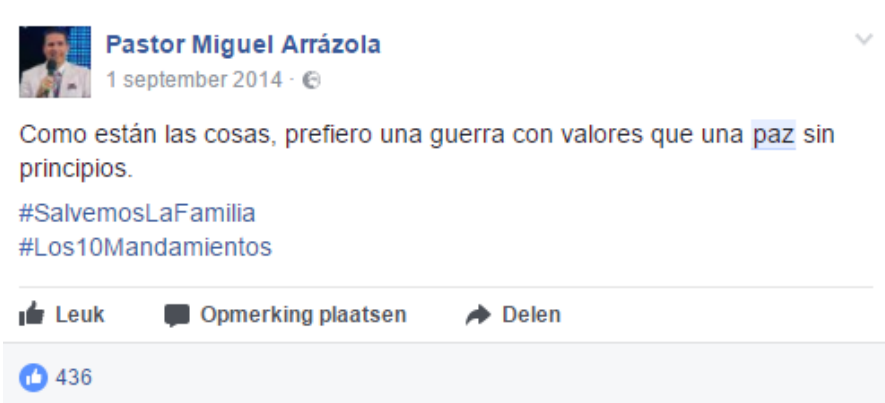 Pastor Miguel Arrázola
1 september 2014 ·
Como están las cosas, prefiero una guerra con valores que una paz sin
principios.
#SalvemosLaFamilia
#Los10Mandamientos
Leuk Opmerking plaatsen Delen
436